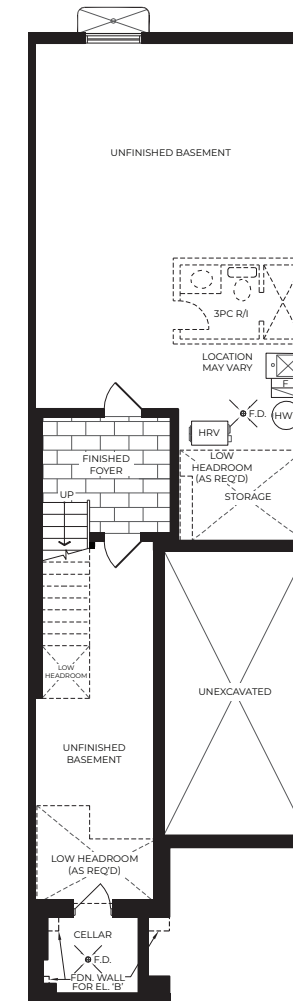 UNFINISHED BASEMENT
3PC R/I
LOCATION
MAY VARY
F
F.D.
HW
HRV
LOW
HEADROOM
(AS REQ'D)
STORAGE
FINISHED
FOYER
UP
LOW
HEADROOM
UNEXCAVATED
UNFINISHED
BASEMENT
LOW HEADROOM
(AS REQ'D)
CELLAR
F.D.
FDN. WALL
FOR EL. 'B'